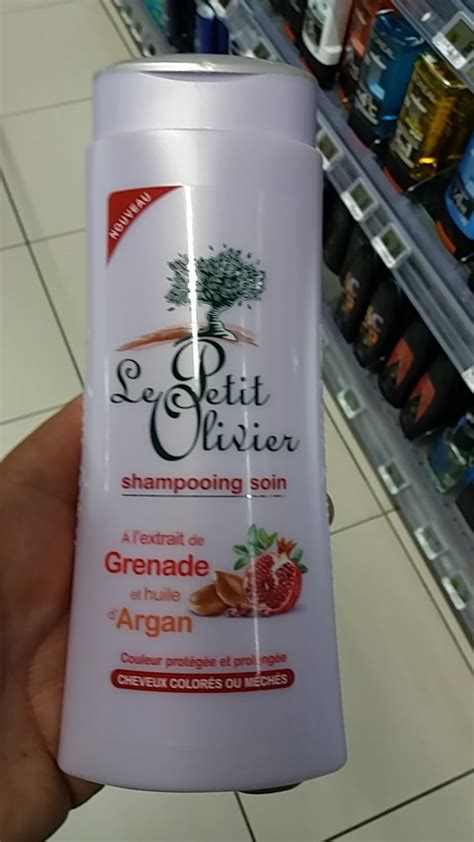 NOUVEAU
Le Petit
Olivier
shampooing soin
À l'extrait de
Grenade
et huile
d'Argan
Couleur protégée et prolongée
CHEVEUX COLORÉS OU MÉCHÉS